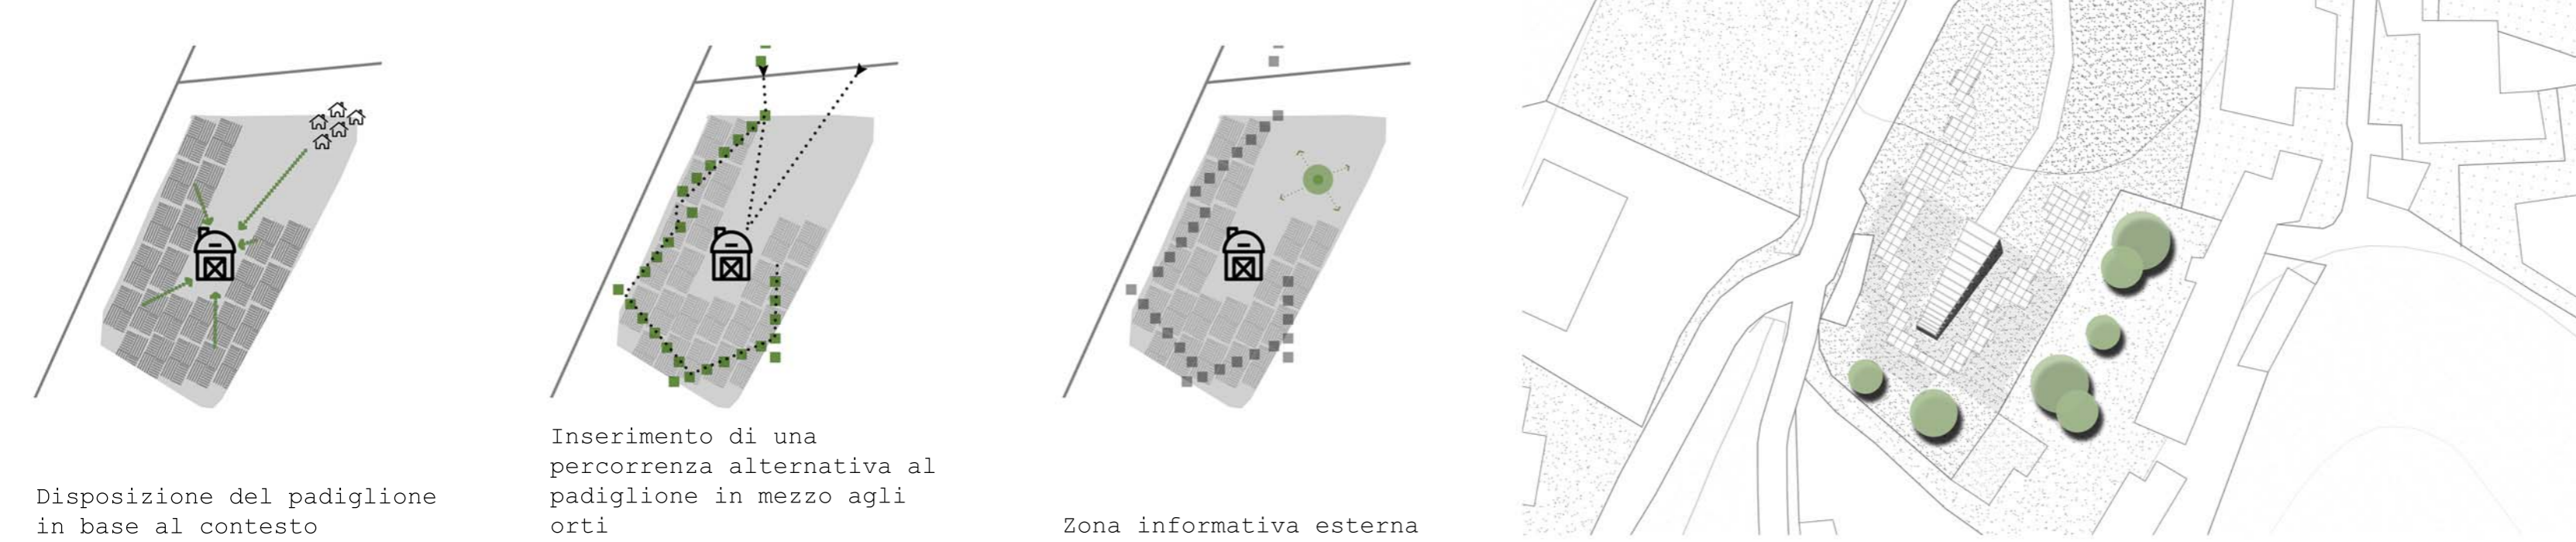 Disposizione del padiglione
in base al contesto
Inserimento di una
percorrenza alternativa al
padiglione in mezzo agli
orti
Zona informativa esterna